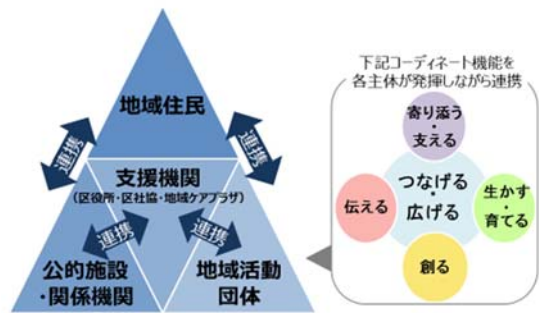 地域住民
連携
連携
支援機関
(区役所・区社協・地域ケアプラザ)
連携
連携
公的施設
・関係機関
地域活動
団体
下記コーディネート機能を
各主体が発揮しながら連携
寄り添う
・
支える
伝える
つなげる
・
広げる
生かす
・
育てる
創る